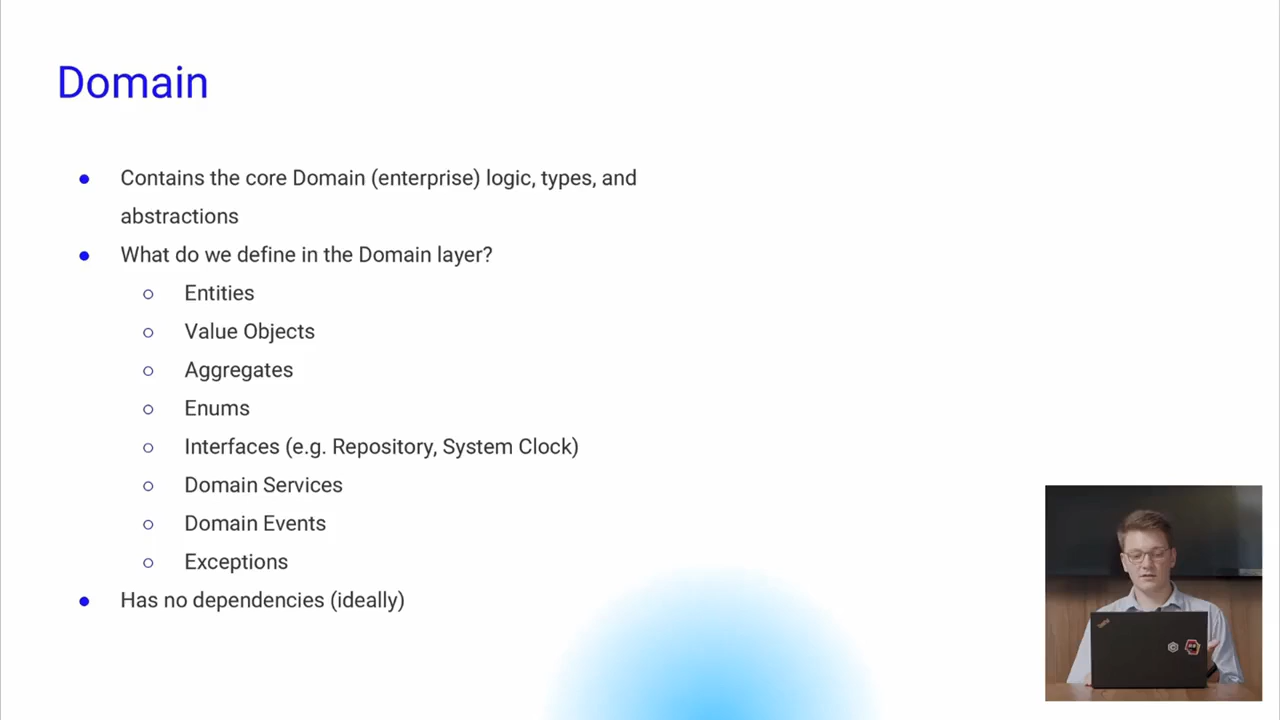 Domain
● Contains the core Domain (enterprise) logic, types, and
abstractions
● What do we define in the Domain layer?
○ Entities
○ Value Objects
○ Aggregates
○ Enums
○ Interfaces (e.g. Repository, System Clock)
○ Domain Services
○ Domain Events
○ Exceptions
● Has no dependencies (ideally)